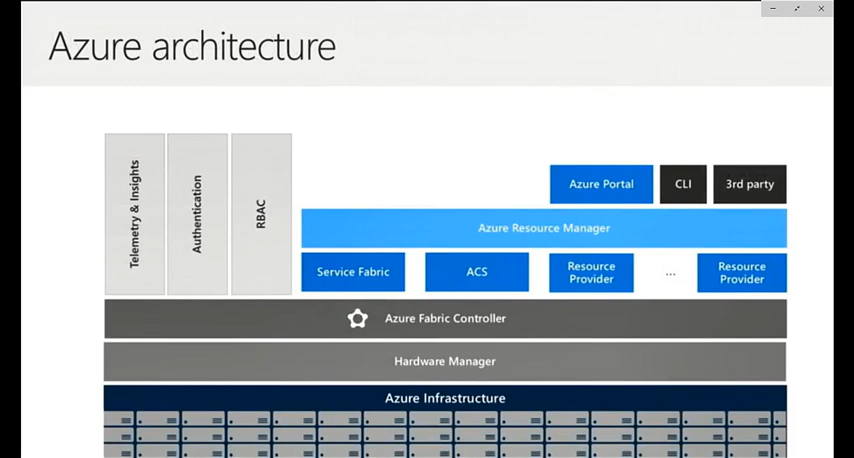 Azure architecture
Telemetry & Insights
Authentication
RBAC
Azure Portal
CLI
3rd party
Azure Resource Manager
Service Fabric
ACS
Resource
Provider
...
Resource
Provider
Azure Fabric Controller
Hardware Manager
Azure Infrastructure